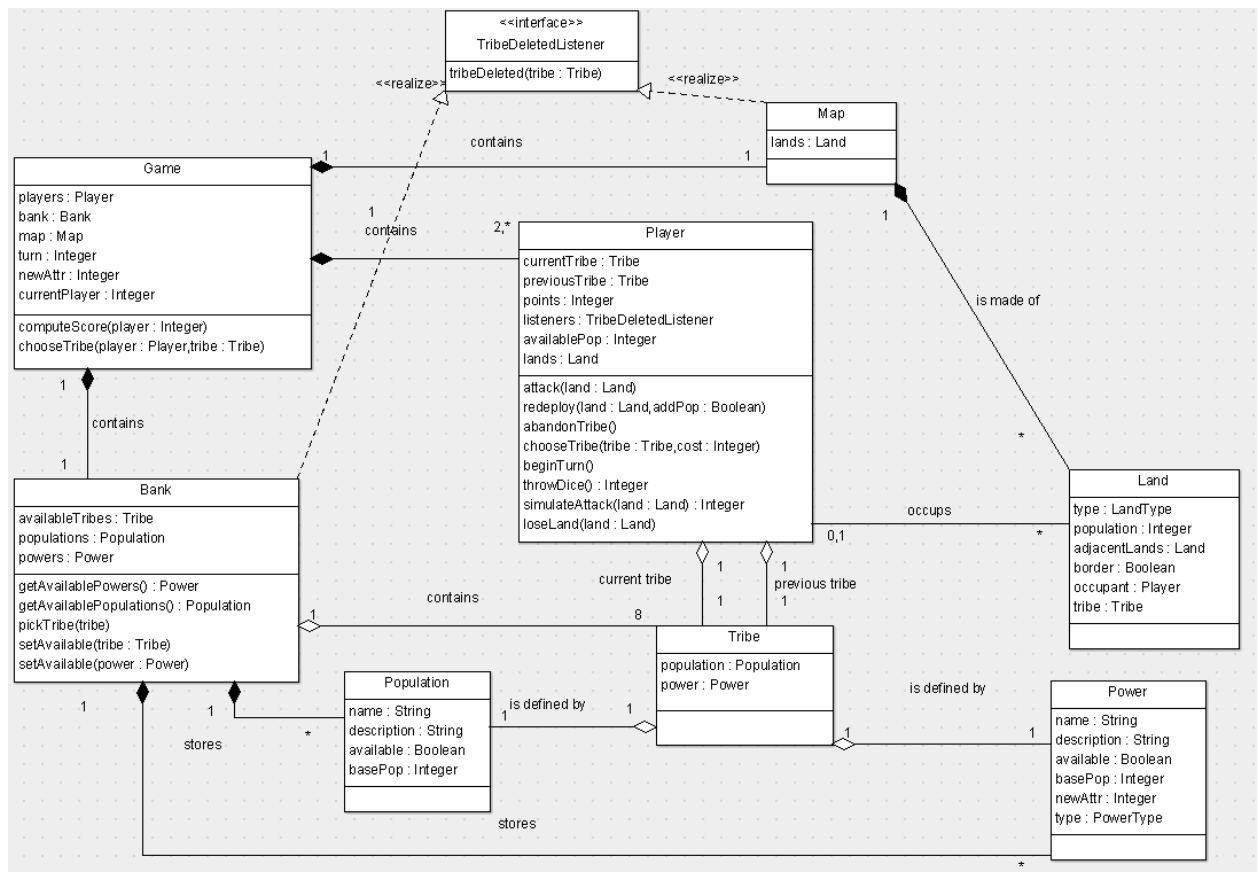 <<interface>>
TribeDeletedListener
tribeDeleted(tribe : Tribe)
<<realize>>
<<realize>>
Map
lands : Land
contains
1
1
Game
players : Player
bank : Bank
map : Map
turn : Integer
newAttr : Integer
currentPlayer : Integer
computeScore(player : Integer)
chooseTribe(player : Player,tribe : Tribe)
1
contains
2,*
Player
currentTribe : Tribe
previousTribe : Tribe
points : Integer
listeners : TribeDeletedListener
availablePop : Integer
lands : Land
attack(land : Land)
redeploy(land : Land,addPop : Boolean)
abandonTribe()
chooseTribe(tribe : Tribe,cost : Integer)
beginTurn()
throwDice() : Integer
simulateAttack(land : Land) : Integer
loseLand(land : Land)
1
is made of
*
1
contains
1
Bank
availableTribes : Tribe
populations : Population
powers : Power
getAvailablePowers() : Power
getAvailablePopulations() : Population
pickTribe(tribe)
setAvailable(tribe : Tribe)
setAvailable(power : Power)
Land
type : LandType
population : Integer
adjacentLands : Land
border : Boolean
occupant : Player
tribe : Tribe
occups
0,1
*
current tribe
1
1
1
previous tribe
1
contains
1
8
Tribe
population : Population
power : Power
Population
name : String
description : String
available : Boolean
basePop : Integer
1
is defined by
1
is defined by
1
1
Power
name : String
description : String
available : Boolean
basePop : Integer
newAttr : Integer
type : PowerType
1
1
*
stores
stores
*